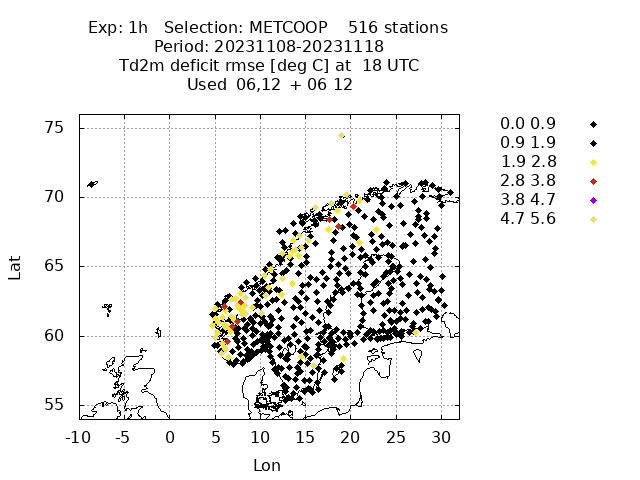 Exp: 1h   Selection: METCOOP    516 stations
Period: 20231108-20231118
Td2m deficit rmse [deg C] at  18 UTC
Used  06,12  + 06 12
75
70
65
60
55
-10 -5 0 5 10 15 20 25 30
Lat
Lon
0.0 0.9
0.9 1.9
1.9 2.8
2.8 3.8
3.8 4.7
4.7 5.6